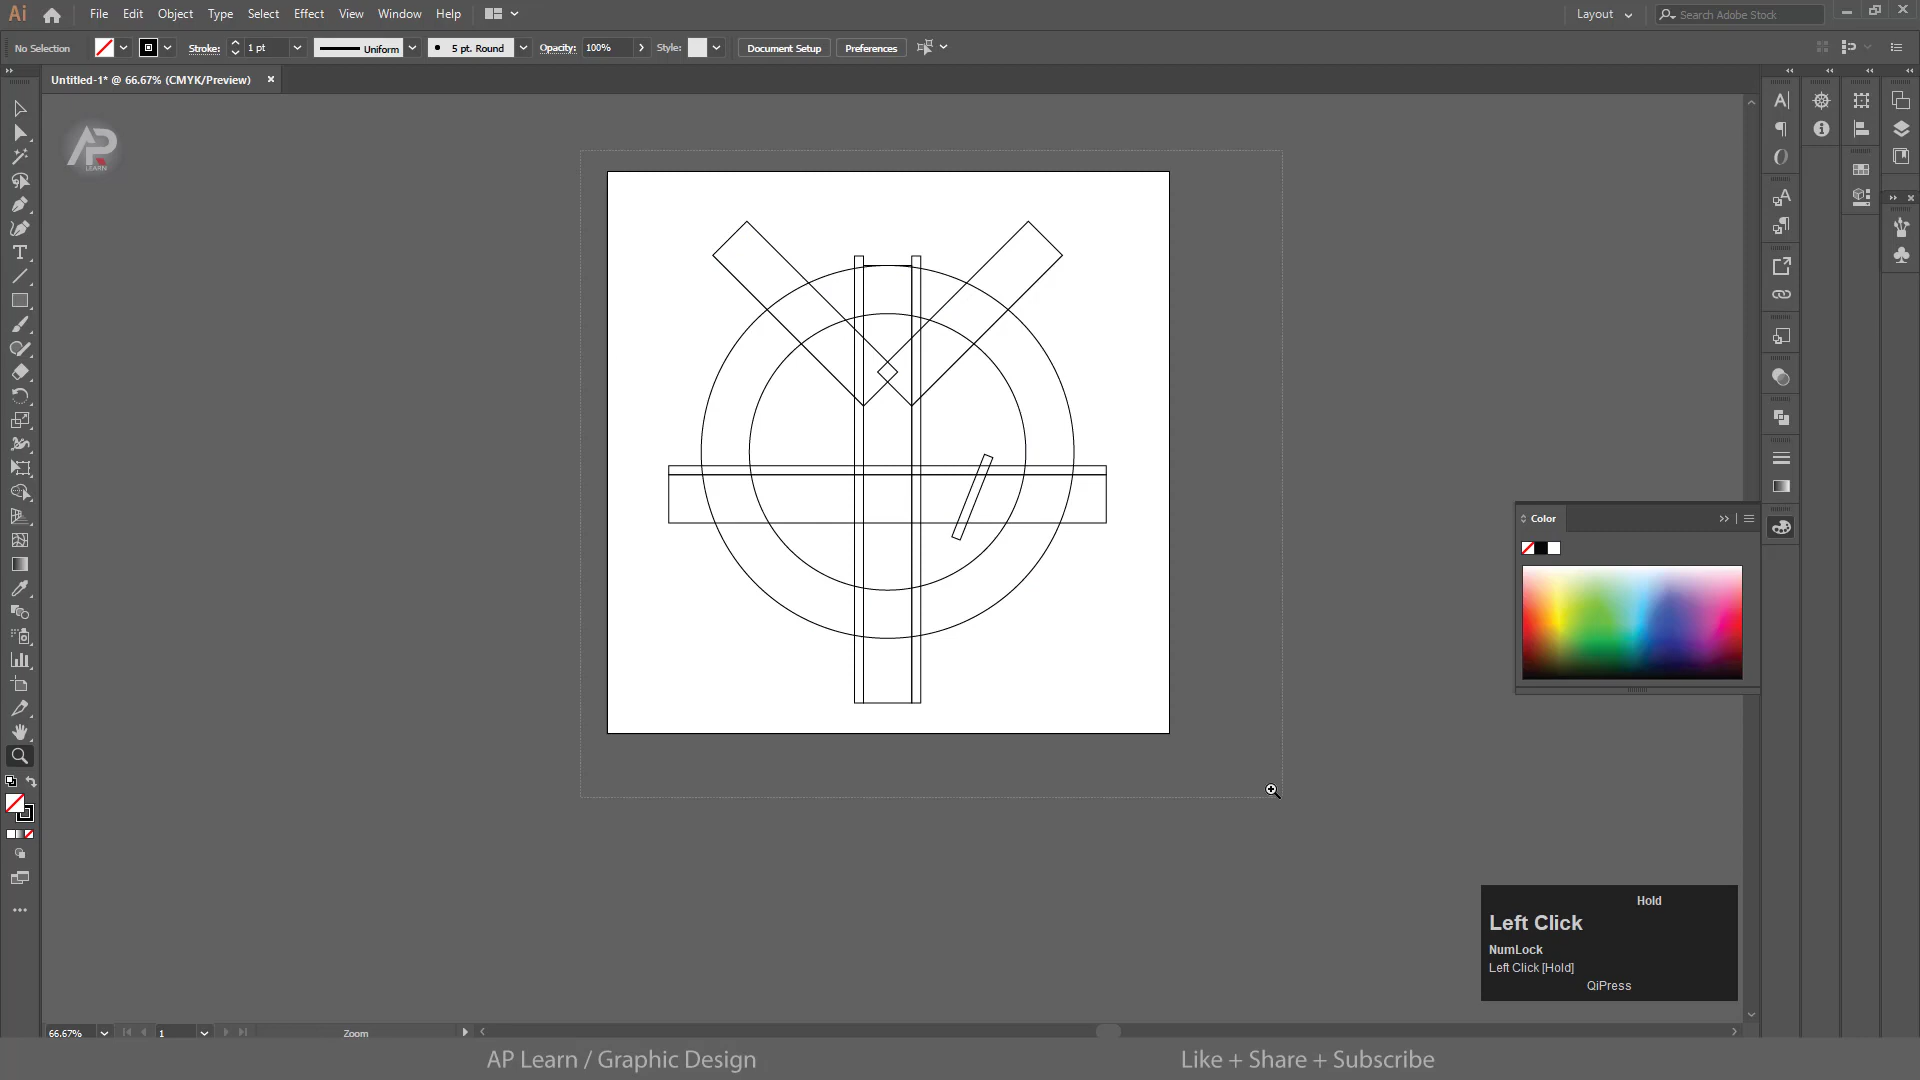 Ai File Edit Object Type Select Effect View Window Help Layout Search Adobe Stock
No Selection Stroke: 1 pt Uniform 5 pt. Round Opacity: 100% Style: Document Setup Preferences
Untitled-1* @ 66.67% (CMYK/Preview)
AP
LEARN
Color
Hold
Left Click
NumLock
Left Click [Hold]
QiPress
66.67% 1 Zoom
AP Learn / Graphic Design Like + Share + Subscribe